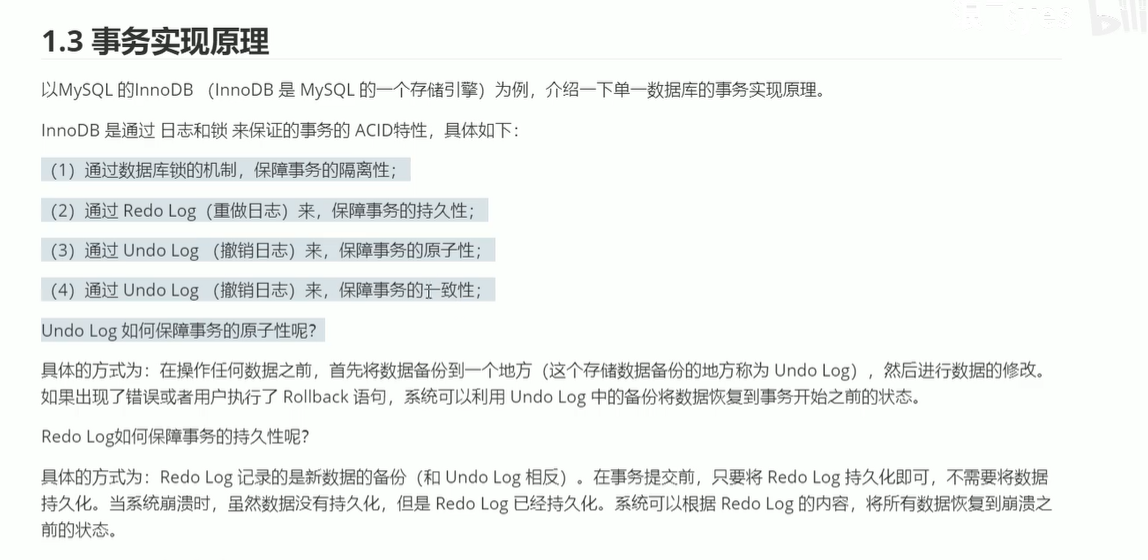 1.3 事务实现原理
以MySQL 的InnoDB （InnoDB 是 MySQL 的一个存储引擎）为例，介绍一下单一数据库的事务实现原理。
InnoDB 是通过 日志和锁 来保证的事务的 ACID特性，具体如下：
（1）通过数据库锁的机制，保障事务的隔离性；
（2）通过 Redo Log（重做日志）来，保障事务的持久性；
（3）通过 Undo Log （撤销日志）来，保障事务的原子性；
（4）通过 Undo Log （撤销日志）来，保障事务的一致性；
Undo Log 如何保障事务的原子性呢？
具体的方式为：在操作任何数据之前，首先将数据备份到一个地方（这个存储数据备份的地方称为 Undo Log），然后进行数据的修改。
如果出现了错误或者用户执行了 Rollback 语句，系统可以利用 Undo Log 中的备份将数据恢复到事务开始之前的状态。
Redo Log如何保障事务的持久性呢？
具体的方式为：Redo Log 记录的是新数据的备份（和 Undo Log 相反）。在事务提交前，只要将 Redo Log 持久化即可，不需要将数据
持久化。当系统崩溃时，虽然数据没有持久化，但是 Redo Log 已经持久化。系统可以根据 Redo Log 的内容，将所有数据恢复到崩溃之
前的状态。